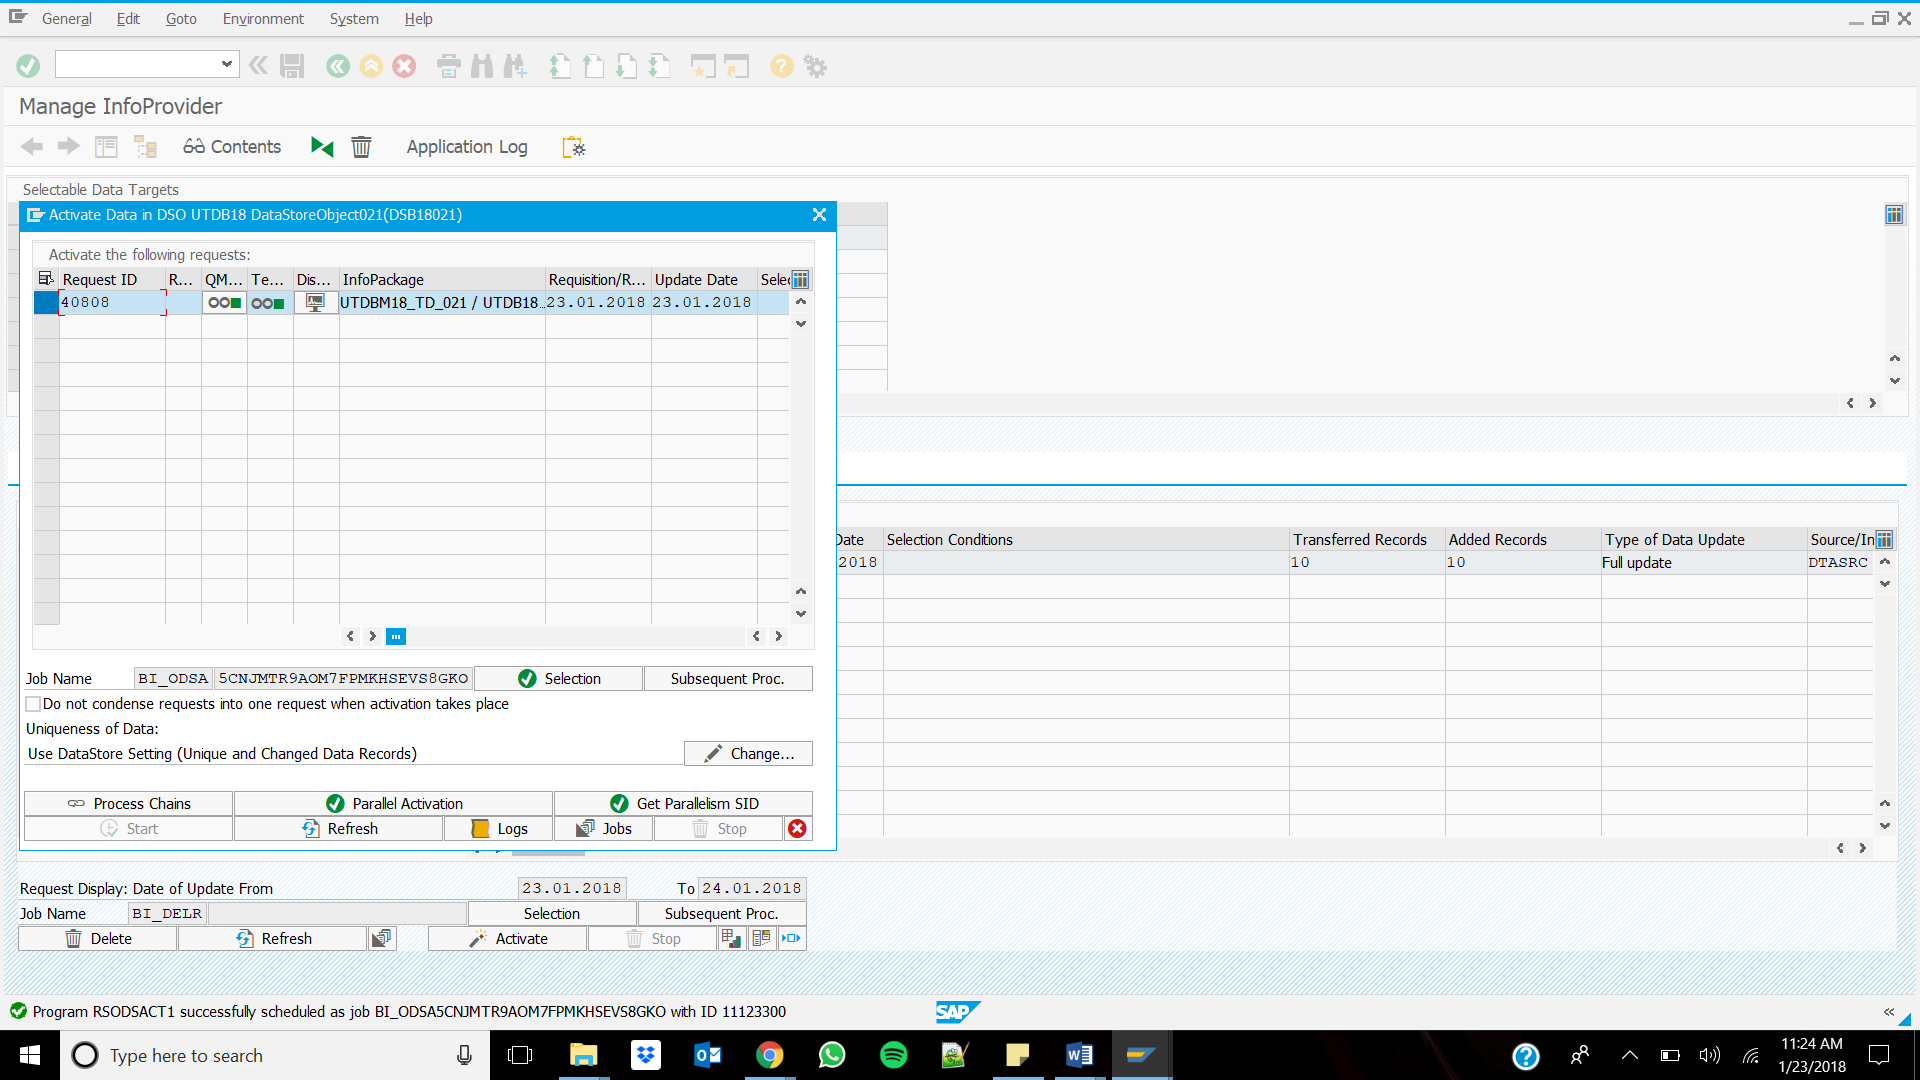 General Edit Goto Environment System Help
Manage InfoProvider
Contents Application Log
Selectable Data Targets
Activate Data in DSO UTDB18 DataStoreObject021(DSB18021)
Activate the following requests:
Request ID R... QM... Te... Dis... InfoPackage Requisition/R... Update Date Selec
40808 UTDBM18_TD_021 / UTDB18... 23.01.2018 23.01.2018
Date Selection Conditions Transferred Records Added Records Type of Data Update Source/In
2018 10 10 Full update DTASRC
Job Name BI_ODSA 5CNJMTR9AOM7FPMKHSEVS8GKO Selection Subsequent Proc.
Do not condense requests into one request when activation takes place
Uniqueness of Data:
Use DataStore Setting (Unique and Changed Data Records) Change...
Process Chains Parallel Activation Get Parallelism SID
Start Refresh Logs Jobs Stop
Request Display: Date of Update From 23.01.2018 To 24.01.2018
Job Name BI_DELR Selection Subsequent Proc.
Delete Refresh Activate Stop
Program RSODSACT1 successfully scheduled as job BI_ODSA5CNJMTR9AOM7FPMKHSEVS8GKO with ID 11123300
SAP
Type here to search
11:24 AM
1/23/2018